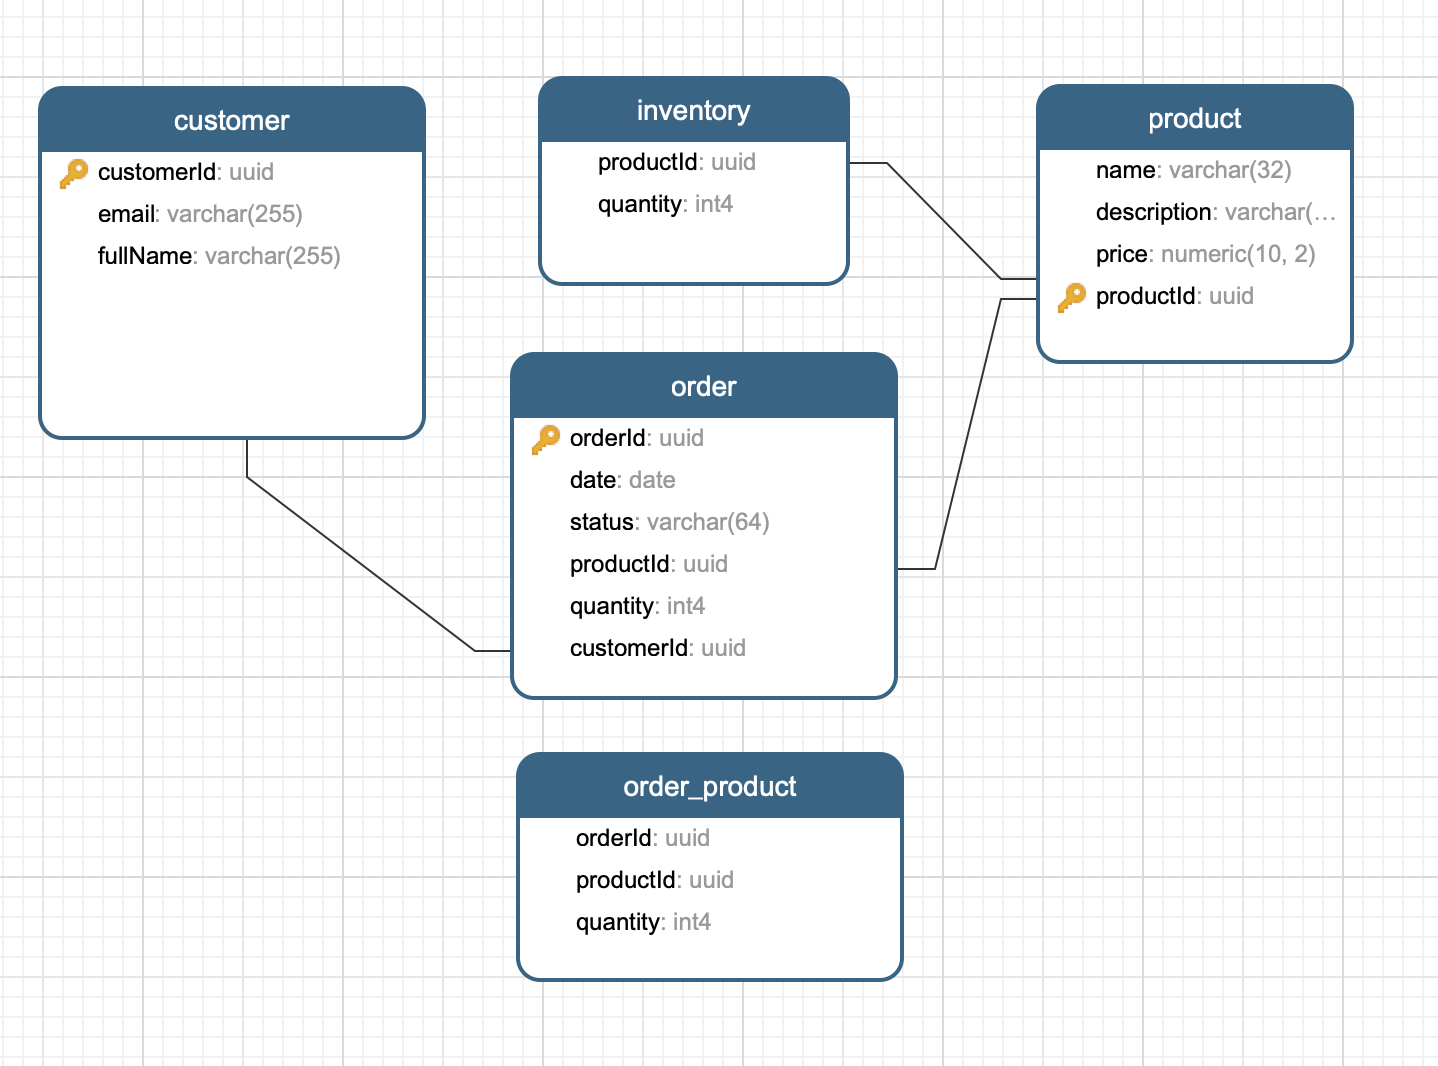 customer
customerId: uuid
email: varchar(255)
fullName: varchar(255)
inventory
productId: uuid
quantity: int4
product
name: varchar(32)
description: varchar(...
price: numeric(10, 2)
productId: uuid
order
orderId: uuid
date: date
status: varchar(64)
productId: uuid
quantity: int4
customerId: uuid
order_product
orderId: uuid
productId: uuid
quantity: int4